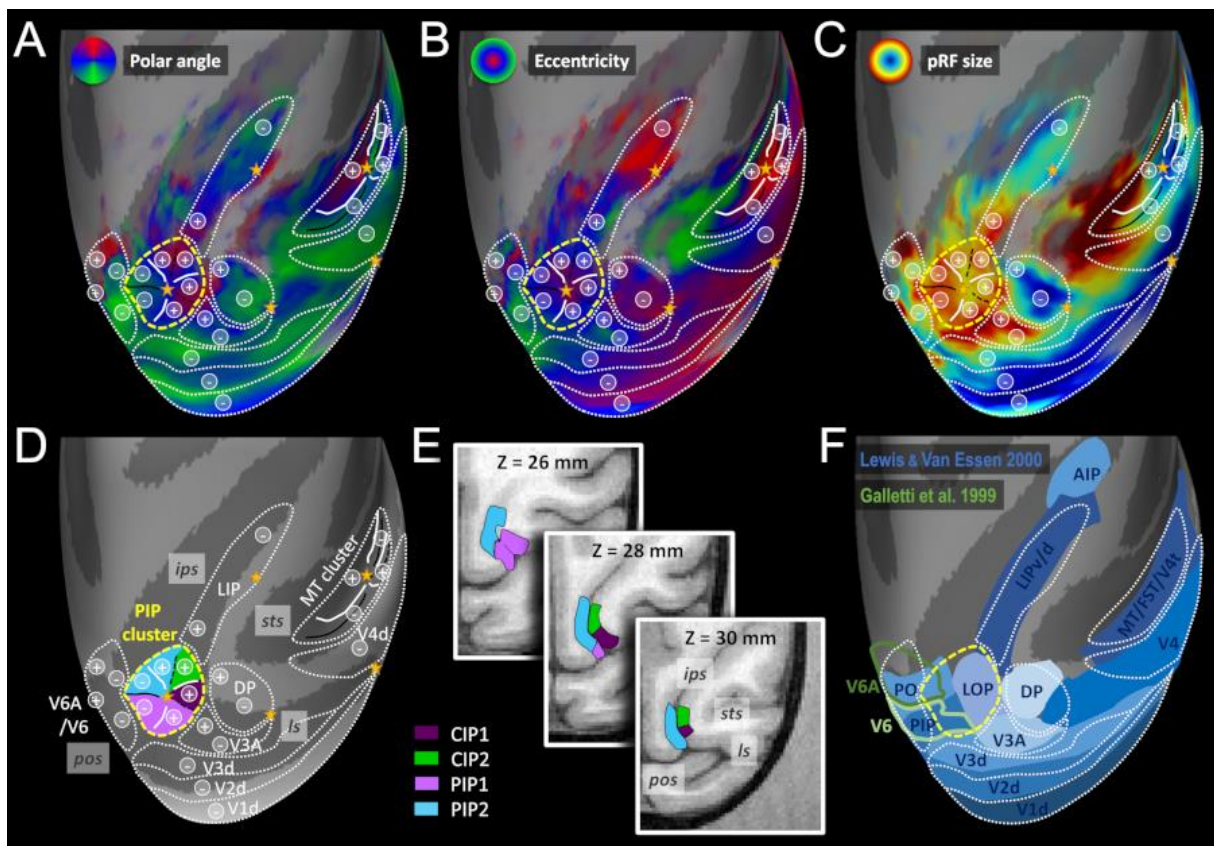 A
Polar angle
B
Eccentricity
C
pRF size
D
ips
LIP
MT cluster
sts
PIP
cluster
V4d
DP
V6A
/V6
ls
V3A
pos
V3d
V2d
V1d
E
Z = 26 mm
Z = 28 mm
Z = 30 mm
ips
sts
ls
pos
CIP1
CIP2
PIP1
PIP2
F
Lewis & Van Essen 2000
Galletti et al. 1999
AIP
LIPv/d
MT/FST/V4t
V4
V6A
PO
LOP
DP
V6
PIP
V3A
V3d
V2d
V1d